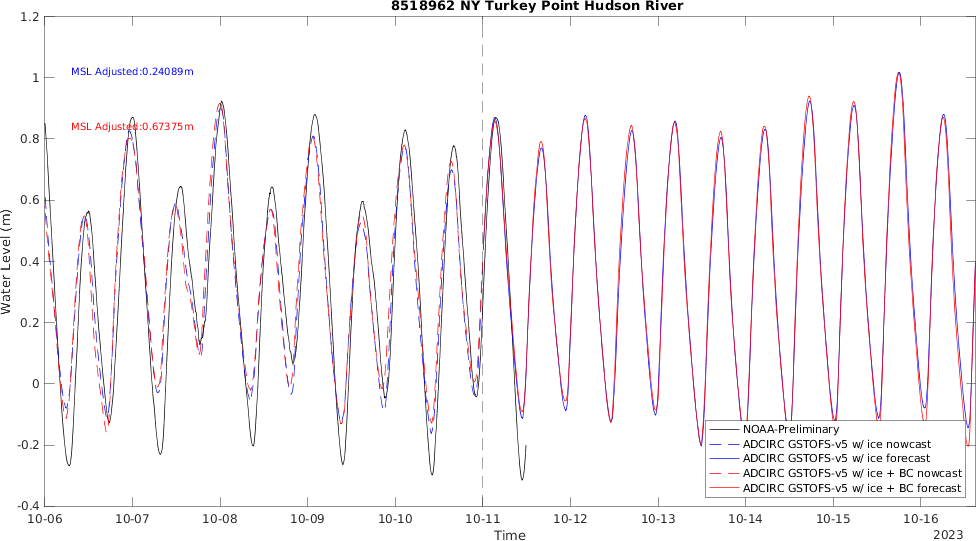 8518962 NY Turkey Point Hudson River
1.2
1
0.8
0.6
0.4
0.2
0
-0.2
-0.4
Water Level (m)
MSL Adjusted:0.24089m
MSL Adjusted:0.67375m
NOAA-Preliminary
ADCIRC GSTOFS-v5 w/ ice nowcast
ADCIRC GSTOFS-v5 w/ ice forecast
ADCIRC GSTOFS-v5 w/ ice + BC nowcast
ADCIRC GSTOFS-v5 w/ ice + BC forecast
10-06 10-07 10-08 10-09 10-10 10-11 10-12 10-13 10-14 10-15 10-16
Time
2023